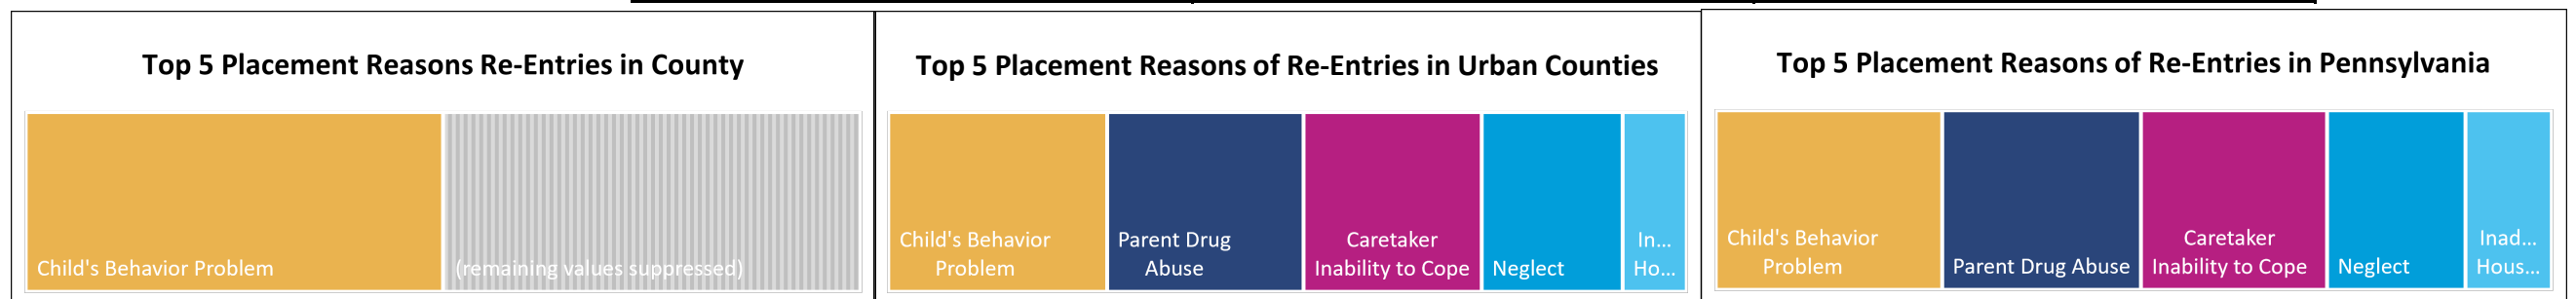 Top 5 Placement Reasons Re-Entries in County
Child's Behavior Problem
(remaining values suppressed)
Top 5 Placement Reasons of Re-Entries in Urban Counties
Child's Behavior
Problem
Parent Drug
Abuse
Caretaker
Inability to Cope
Neglect
In...
Ho...
Top 5 Placement Reasons of Re-Entries in Pennsylvania
Child's Behavior
Problem
Parent Drug Abuse
Caretaker
Inability to Cope
Neglect
Inad...
Hous...